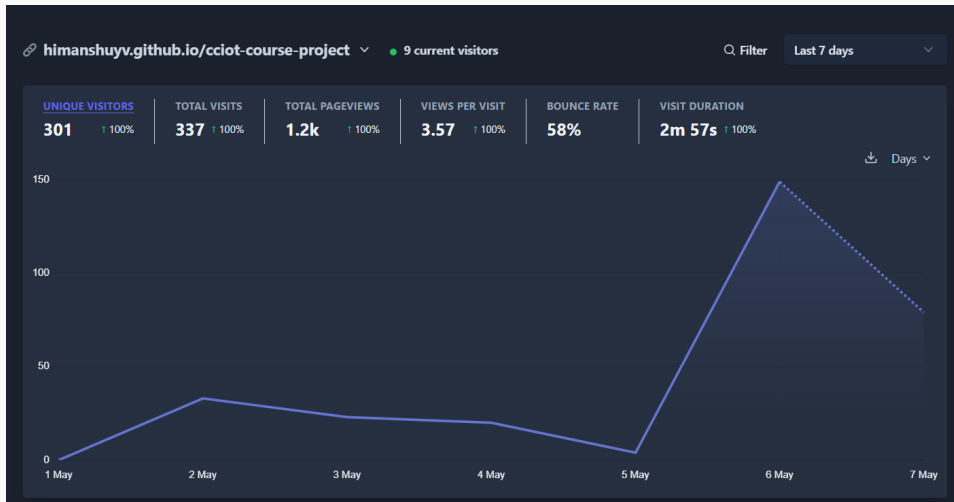 himanshuyv.github.io/cciot-course-project
9 current visitors
Filter
Last 7 days
UNIQUE VISITORS
301 ↑ 100%
TOTAL VISITS
337 ↑ 100%
TOTAL PAGEVIEWS
1.2k ↑ 100%
VIEWS PER VISIT
3.57 ↑ 100%
BOUNCE RATE
58%
VISIT DURATION
2m 57s ↑ 100%
Days
150
100
50
0
1 May
2 May
3 May
4 May
5 May
6 May
7 May